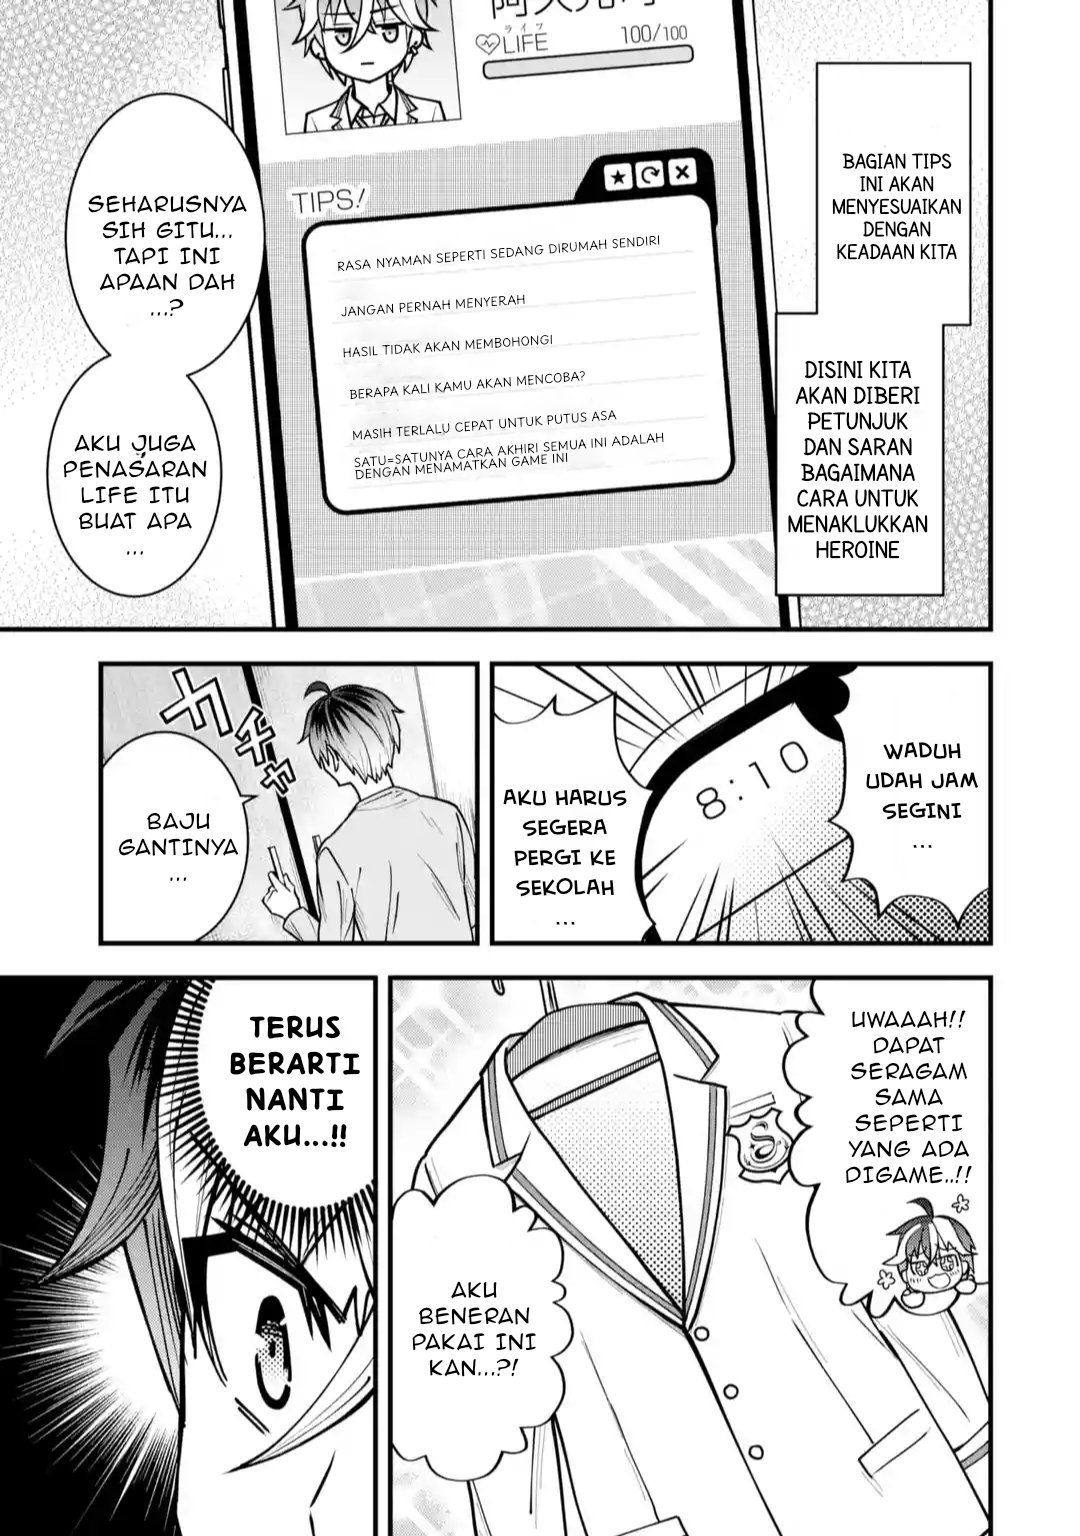 BAGIAN TIPS
INI AKAN
MENYESUAIKAN
DENGAN
KEADAAN KITA
DISINI KITA
AKAN DIBERI
PETUNJUK
DAN SARAN
BAGAIMANA
CARA UNTUK
MENAKLUKKAN
HEROINE
ライフ
LIFE
100/100
TIPS!
RASA NYAMAN SEPERTI SEDANG DIRUMAH SENDIRI
JANGAN PERNAH MENYERAH
HASIL TIDAK AKAN MEMBOHONGI
BERAPA KALI KAMU AKAN MENCOBA?
MASIH TERLALU CEPAT UNTUK PUTUS ASA
SATU=SATUNYA CARA AKHIRI SEMUA INI ADALAH
DENGAN MENAMATKAN GAME INI
SEHARUSNYA
SIH GITU...
TAPI INI
APAAN DAH
...?
AKU JUGA
PENASARAN
LIFE ITU
BUAT APA
...
WADUH
UDAH JAM
SEGINI
...
8:10
AKU HARUS
SEGERA
PERGI KE
SEKOLAH
...
ガチャッ
BAJU
GANTINYA
...
UWAAAH!!
DAPAT
SERAGAM
SAMA
SEPERTI
YANG ADA
DIGAME..!!
S
AKU
BENERAN
PAKAI INI
KAN...?!
TERUS
BERARTI
NANTI
AKU...!!